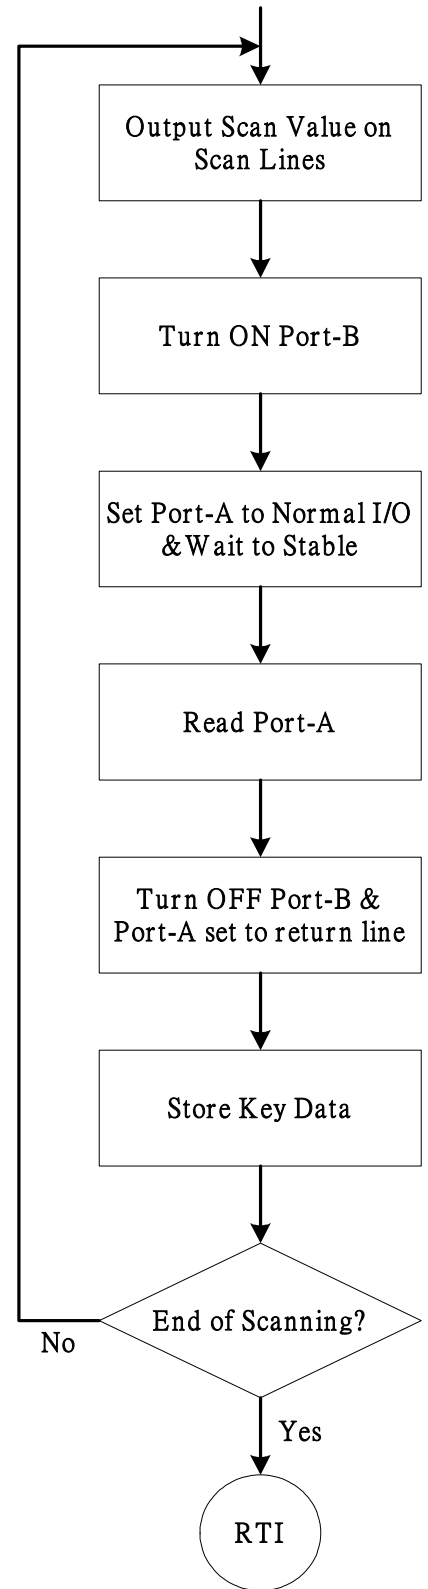 Output Scan Value on
Scan Lines
Turn ON Port-B
Set Port-A to Normal I/O
&Wait to Stable
Read Port-A
Turn OFF Port-B &
Port-A set to return line
Store Key Data
End of Scanning?
No
Yes
RTI